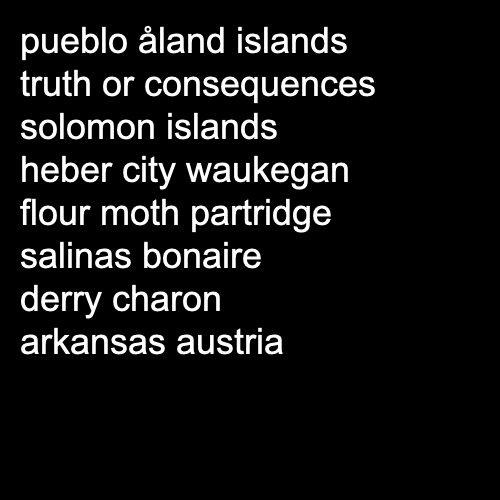 pueblo åland islands
truth or consequences
solomon islands
heber city waukegan
flour moth partridge
salinas bonaire
derry charon
arkansas austria